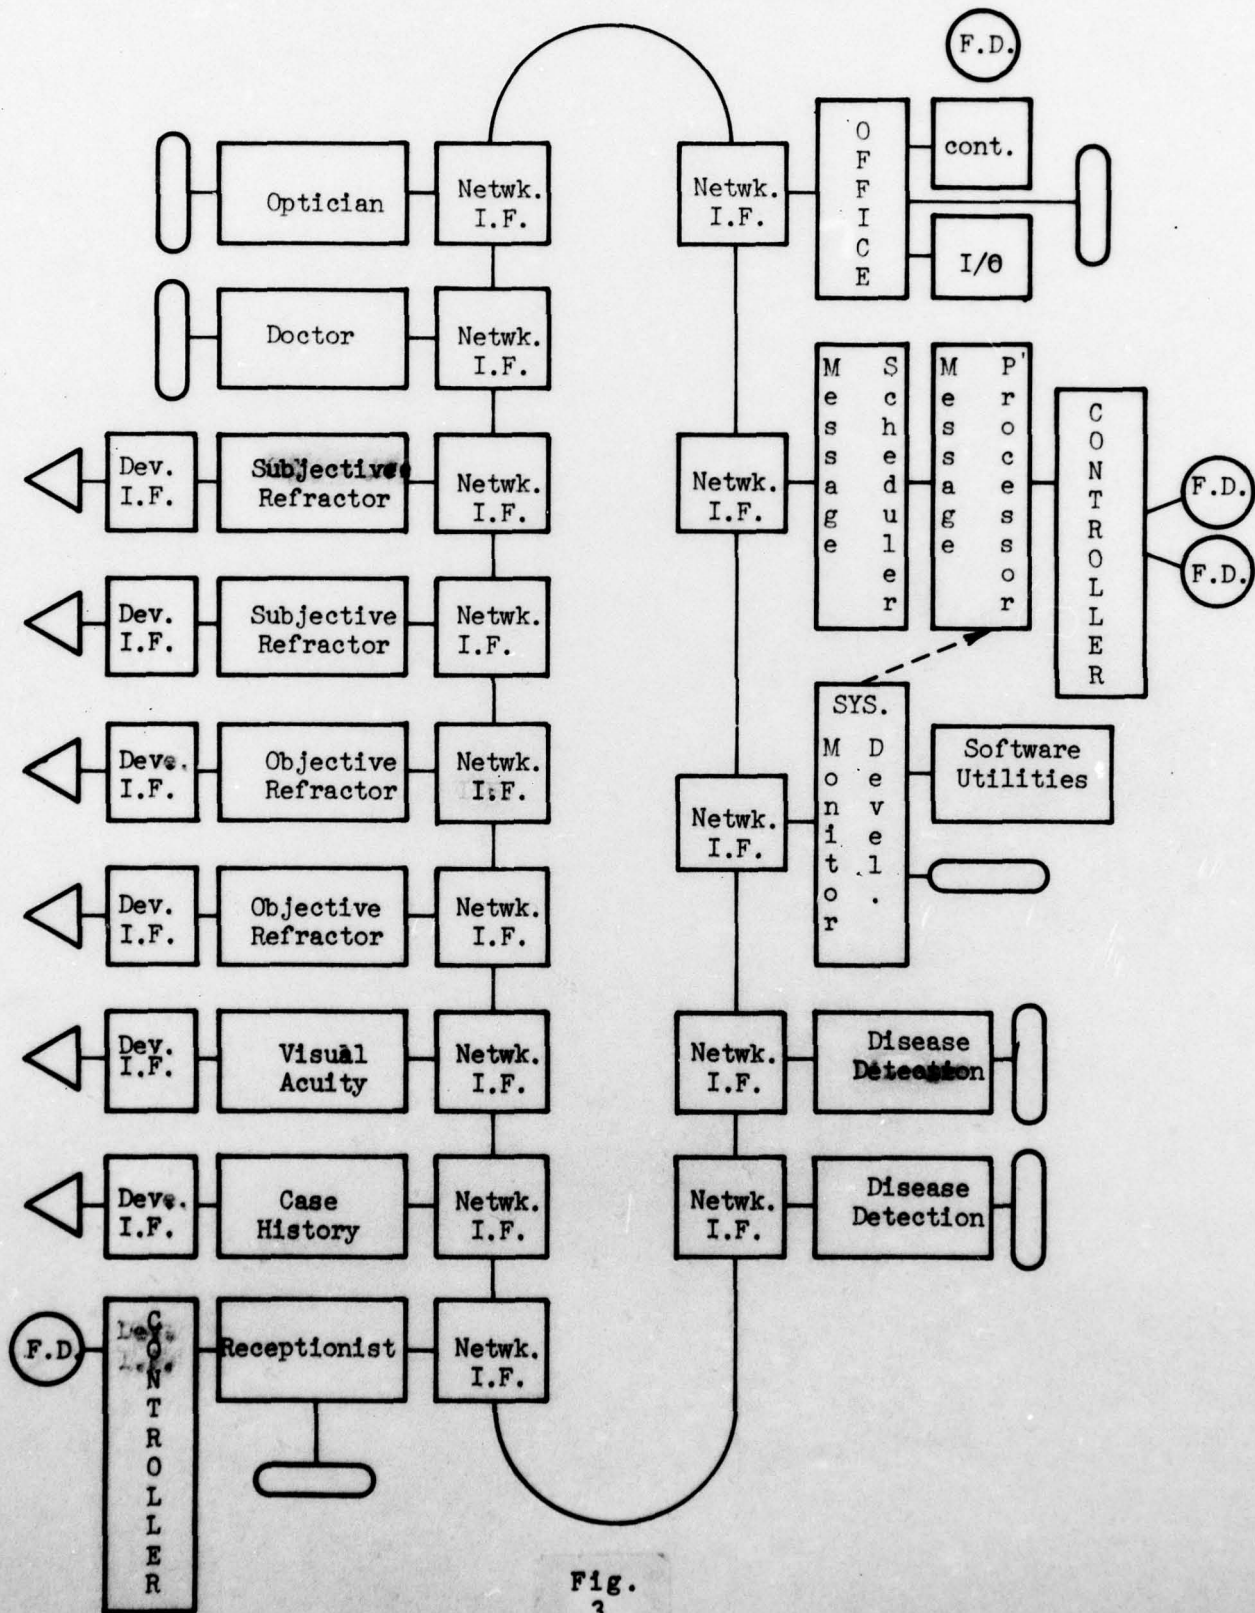 F.D.
Optician
Netwk.
I.F.
Netwk.
I.F.
OFFICE
cont.
I/O
Doctor
Netwk.
I.F.
Dev.
I.F.
Subjective
Refractor
Netwk.
I.F.
Netwk.
I.F.
Message
Scheduler
Message
Processor
CONTROLLER
F.D.
F.D.
Dev.
I.F.
Subjective
Refractor
Netwk.
I.F.
Dev.
I.F.
Objective
Refractor
Netwk.
I.F.
Netwk.
I.F.
SYS.
Monitor
Devel.
Software
Utilities
Dev.
I.F.
Objective
Refractor
Netwk.
I.F.
Dev.
I.F.
Visual
Acuity
Netwk.
I.F.
Netwk.
I.F.
Disease
Detection
Dev.
I.F.
Case
History
Netwk.
I.F.
Netwk.
I.F.
Disease
Detection
F.D.
CONTROLLER
Receptionist
Netwk.
I.F.
Fig.
3